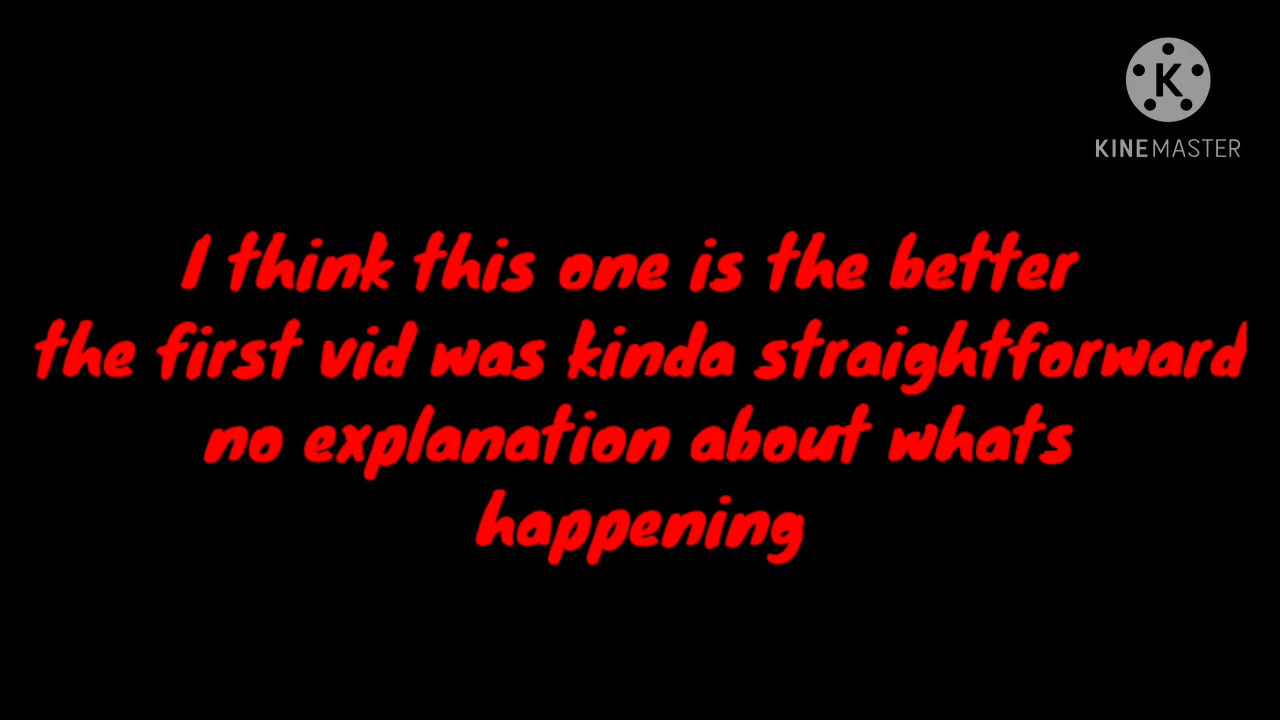 K
KINEMASTER
I think this one is the better
the first vid was kinda straightforward
no explanation about whats
happening